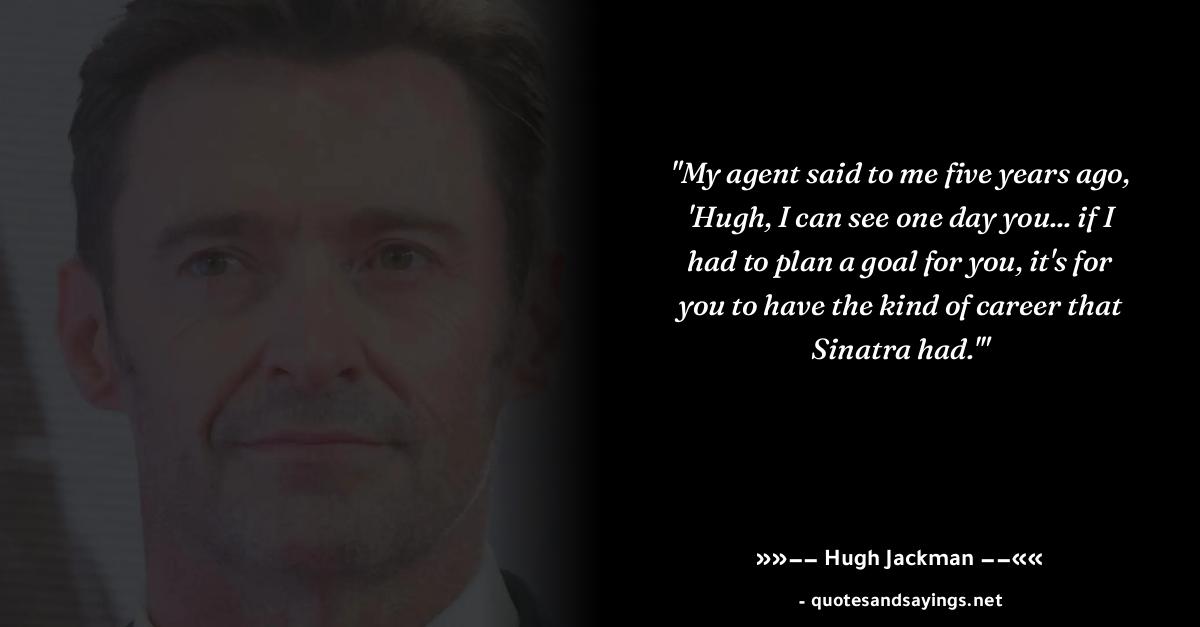 "My agent said to me five years ago,
'Hugh, I can see one day you... if I
had to plan a goal for you, it's for
you to have the kind of career that
Sinatra had.'"
»»–– Hugh Jackman ––««
- quotesandsayings.net